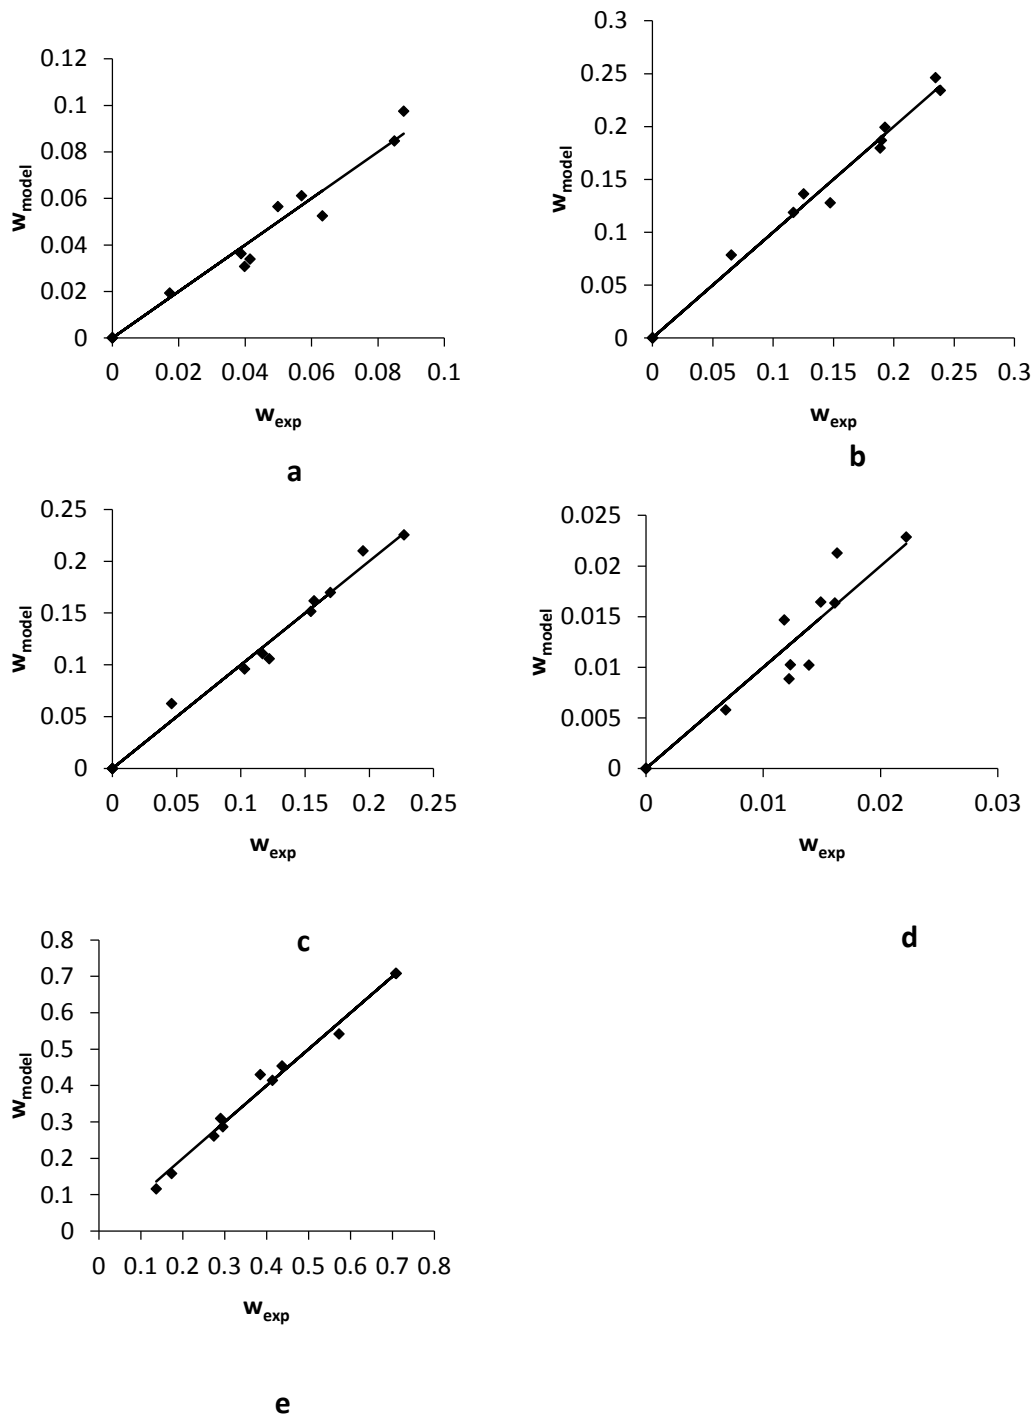 0.12
0.1
0.08
0.06
0.04
0.02
0
0 0.02 0.04 0.06 0.08 0.1
w_model
w_exp
a
0.3
0.25
0.2
0.15
0.1
0.05
0
0 0.05 0.1 0.15 0.2 0.25 0.3
w_model
w_exp
b
0.25
0.2
0.15
0.1
0.05
0
0 0.05 0.1 0.15 0.2 0.25
w_model
w_exp
c
0.025
0.02
0.015
0.01
0.005
0
0 0.01 0.02 0.03
w_model
w_exp
d
0.8
0.7
0.6
0.5
0.4
0.3
0.2
0.1
0
0 0.1 0.2 0.3 0.4 0.5 0.6 0.7 0.8
w_model
w_exp
e